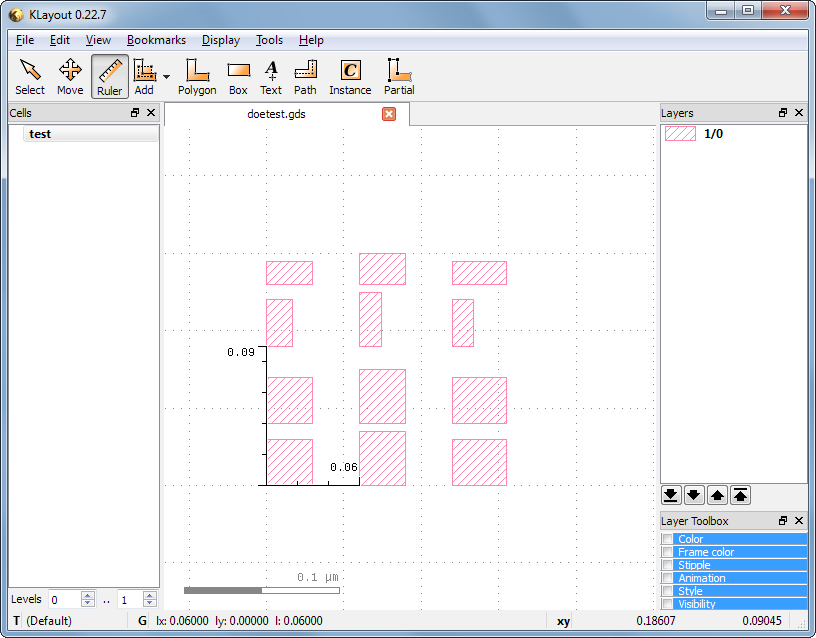 KLayout 0.22.7
File Edit View Bookmarks Display Tools Help
Select Move Ruler Add Polygon Box Text Path Instance Partial
Cells
doetest.gds
Layers
test
1/0
0.09
0.06
0.1 µm
Layer Toolbox
Color
Frame color
Stipple
Animation
Style
Visibility
Levels 0 .. 1
T (Default) G lx: 0.06000 ly: 0.00000 l: 0.06000 xy 0.18607 0.09045